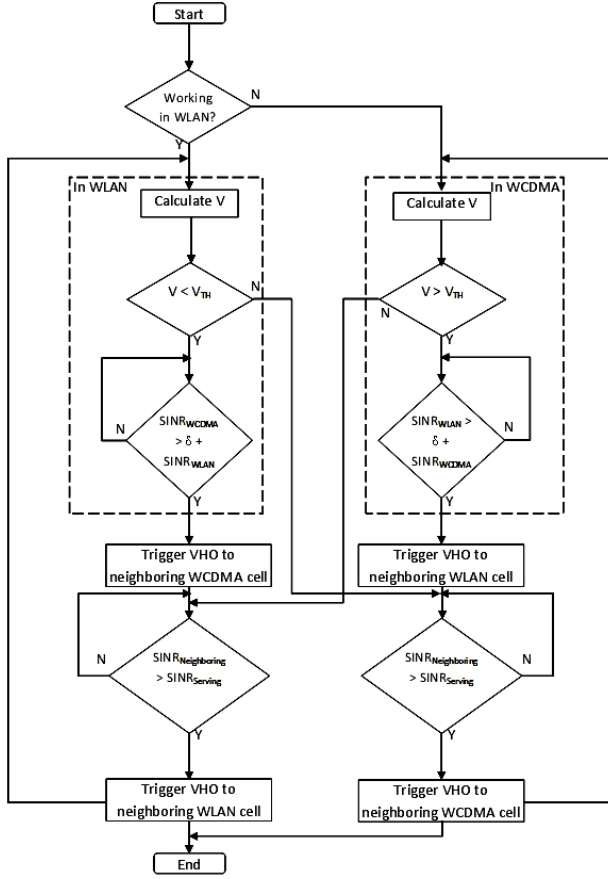 Start
Working
in WLAN?
N
Y
In WLAN
Calculate V
V < VTH
N
Y
SINRWCDMA
> δ +
SINRWLAN
N
Y
Trigger VHO to
neighboring WCDMA cell
SINRNeighboring
> SINRServing
N
Y
Trigger VHO to
neighboring WLAN cell
In WCDMA
Calculate V
V > VTH
N
Y
SINRWLAN >
δ +
SINRWCDMA
N
Y
Trigger VHO to
neighboring WLAN cell
SINRNeighboring
> SINRServing
N
Y
Trigger VHO to
neighboring WCDMA cell
End